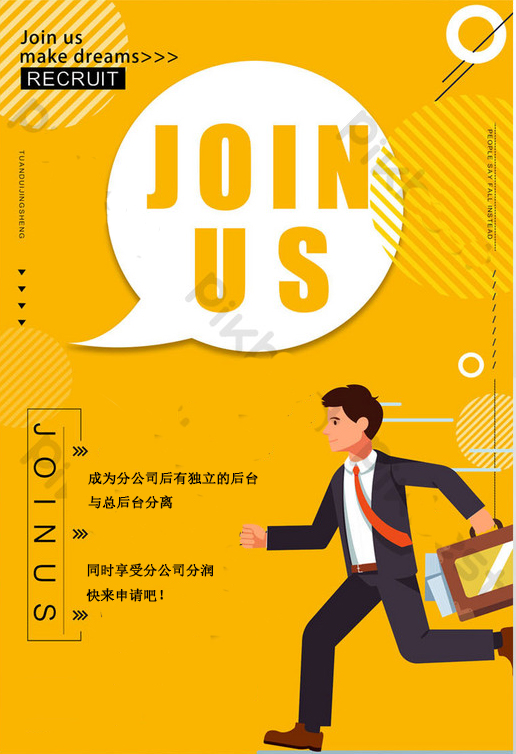 Join us
make dreams>>>
RECRUIT
JOIN
US
TUANDUIJINGSHENG
PEOPLE SAY FALL INSTEAD
JOINUS
成为分公司后有独立的后台
与总后台分离
同时享受分公司分润
快来申请吧！